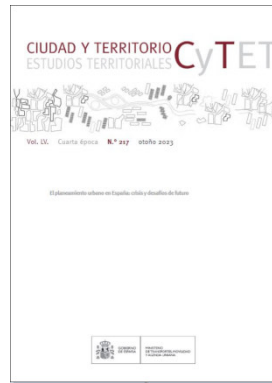 CIUDAD Y TERRITORIO
ESTUDIOS TERRITORIALES
CyTET
Vol. LV. Cuarta época N.º 217 otoño 2023
El planeamiento urbano en España: crisis y desafíos de futuro
GOBIERNO
DE ESPAÑA
MINISTERIO
DE TRANSPORTES, MOVILIDAD
Y AGENDA URBANA